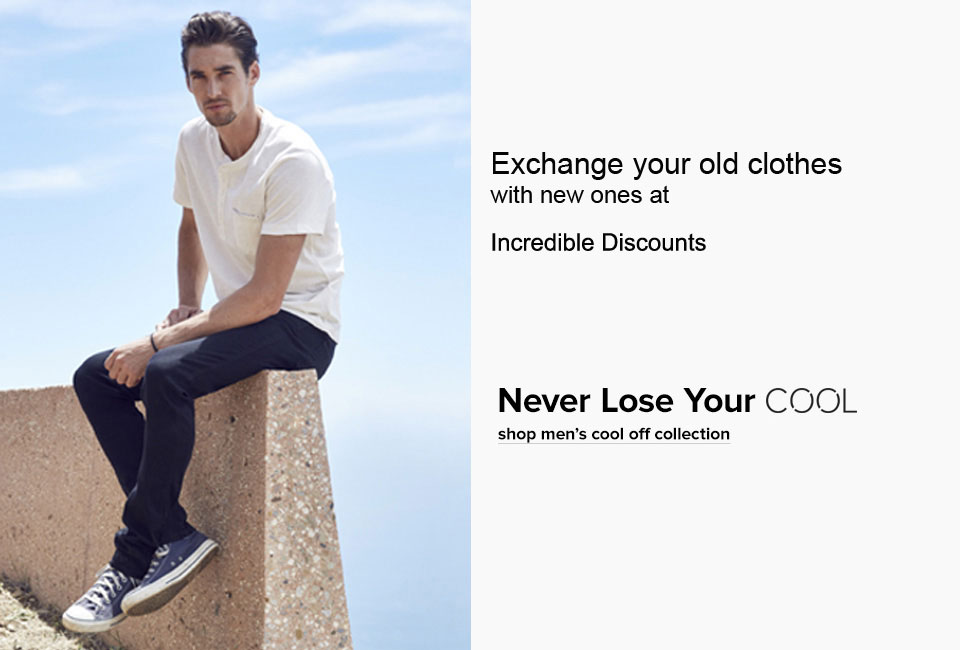 Exchange your old clothes
with new ones at
Incredible Discounts
Never Lose Your COOL
shop men's cool off collection